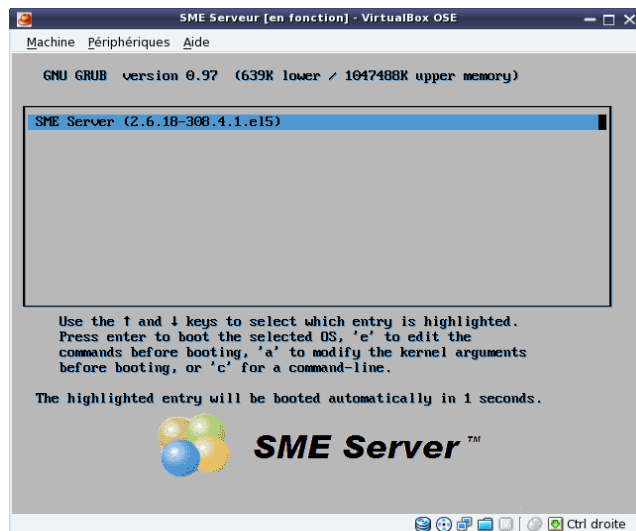 SME Serveur [en fonction] - VirtualBox OSE
Machine Périphériques Aide
GNU GRUB version 0.97 (639K lower / 1047488K upper memory)
SME Server (2.6.18-308.4.1.el5)
Use the ↑ and ↓ keys to select which entry is highlighted.
Press enter to boot the selected OS, 'e' to edit the
commands before booting, 'a' to modify the kernel arguments
before booting, or 'c' for a command-line.
The highlighted entry will be booted automatically in 1 seconds.
SME Server ™
Ctrl droite